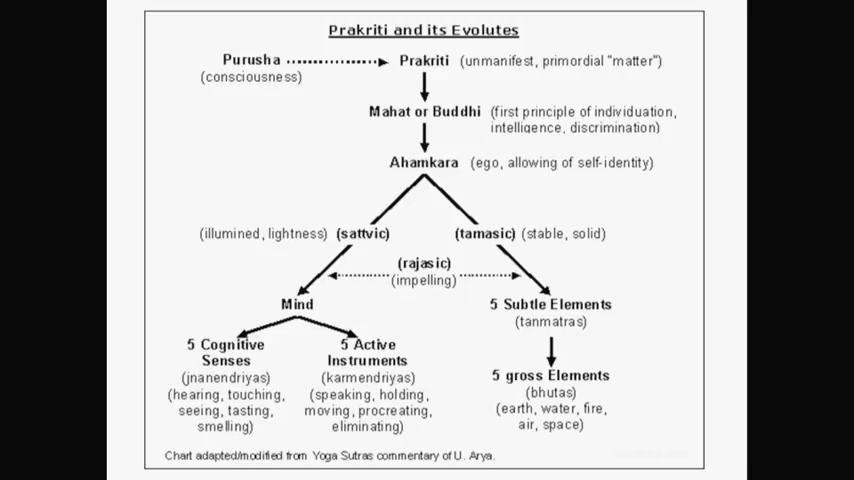 Prakriti and its Evolutes
Purusha
(consciousness)
Prakriti (unmanifest, primordial "matter")
Mahat or Buddhi (first principle of individuation,
intelligence, discrimination)
Ahamkara (ego, allowing of self-identity)
(illumined, lightness) (sattvic)
(tamasic) (stable, solid)
(rajasic)
(impelling)
Mind
5 Subtle Elements
(tanmatras)
5 Cognitive
Senses
(jnanendriyas)
(hearing, touching,
seeing, tasting,
smelling)
5 Active
Instruments
(karmendriyas)
(speaking, holding,
moving, procreating,
eliminating)
5 gross Elements
(bhutas)
(earth, water, fire,
air, space)
Chart adapted/modified from Yoga Sutras commentary of U. Arya.